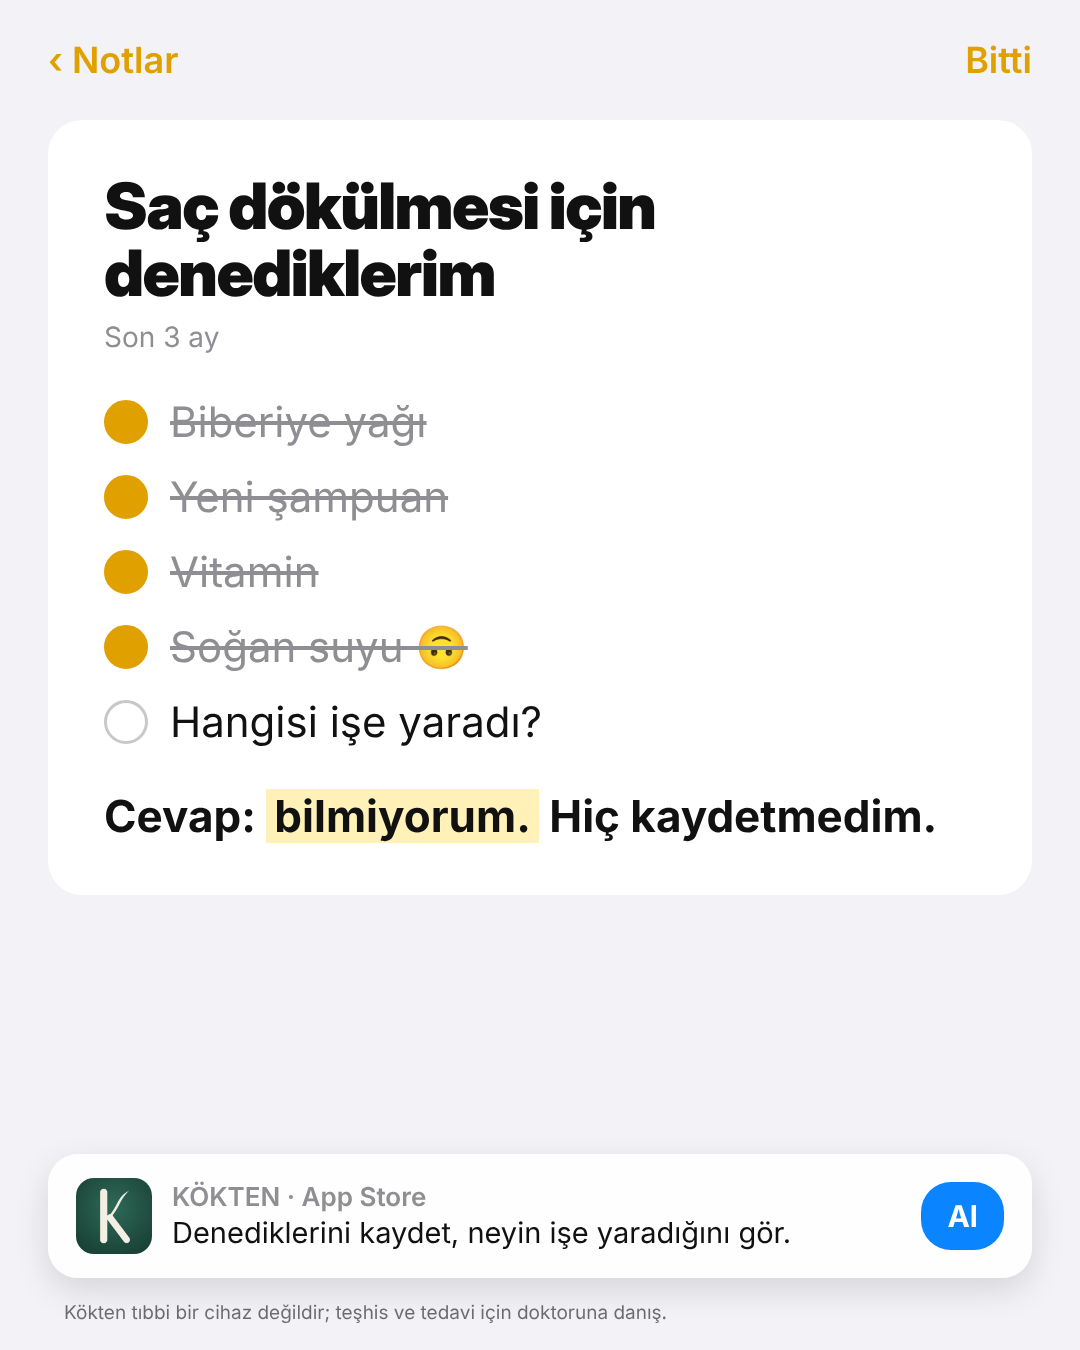 ‹ Notlar
Bitti
Saç dökülmesi için
denediklerim
Son 3 ay
Biberiye yağı
Yeni şampuan
Vitamin
Soğan suyu 🙃
Hangisi işe yaradı?
Cevap: bilmiyorum. Hiç kaydetmedim.
KÖKTEN · App Store
Denediklerini kaydet, neyin işe yaradığını gör.
Al
Kökten tıbbi bir cihaz değildir; teşhis ve tedavi için doktoruna danış.